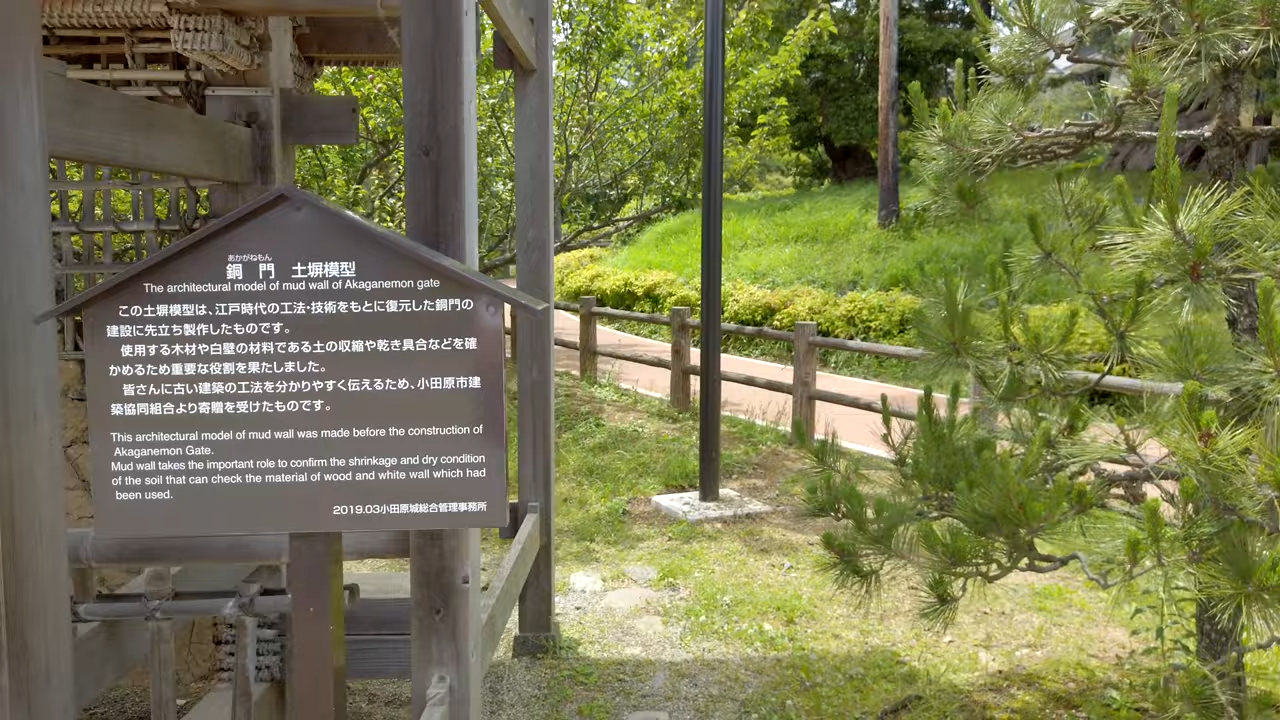 あかがねもん
銅門 土塀模型
The architectural model of mud wall of Akaganemon gate
この土塀模型は、江戸時代の工法・技術をもとに復元した銅門の
建設に先立ち製作したものです。
使用する木材や白壁の材料である土の収縮や乾き具合などを確
かめるため重要な役割を果たしました。
皆さんに古い建築の工法を分かりやすく伝えるため、小田原市建
築協同組合より寄贈を受けたものです。
This architectural model of mud wall was made before the construction of
Akaganemon Gate.
Mud wall takes the important role to confirm the shrinkage and dry condition
of the soil that can check the material of wood and white wall which had
been used.
2019.03小田原城総合管理事務所